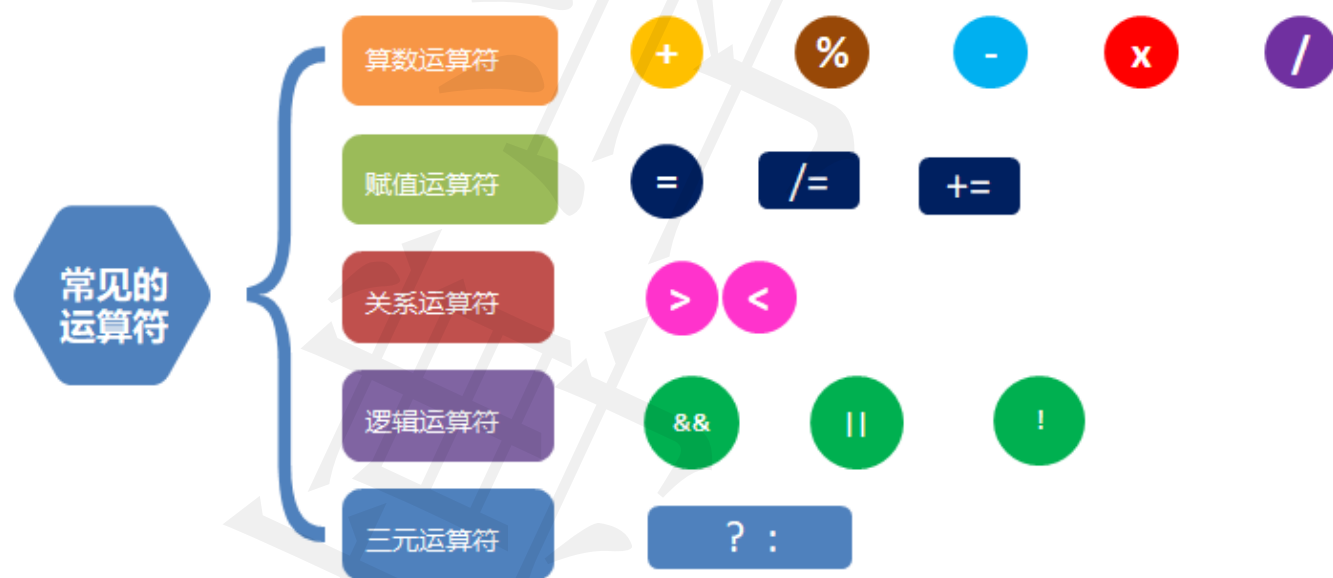 常见的
运算符
算数运算符
+ % - x /
赋值运算符
= /= +=
关系运算符
> <
逻辑运算符
&& || !
三元运算符
? :